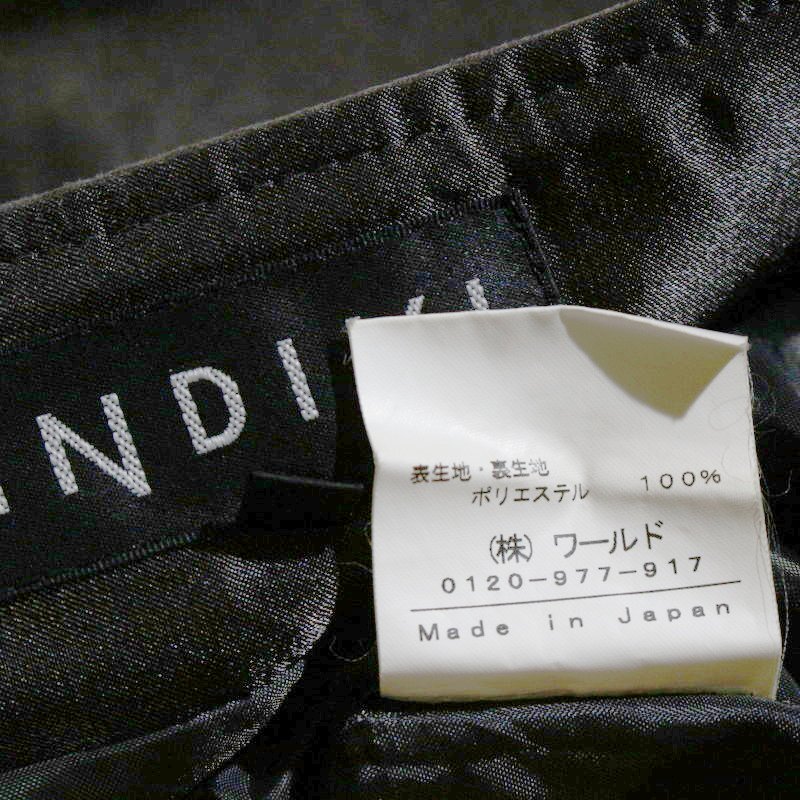 NDI
表生地・裏生地
ポリエステル 100%
(株) ワールド
0120-977-917
Made in Japan